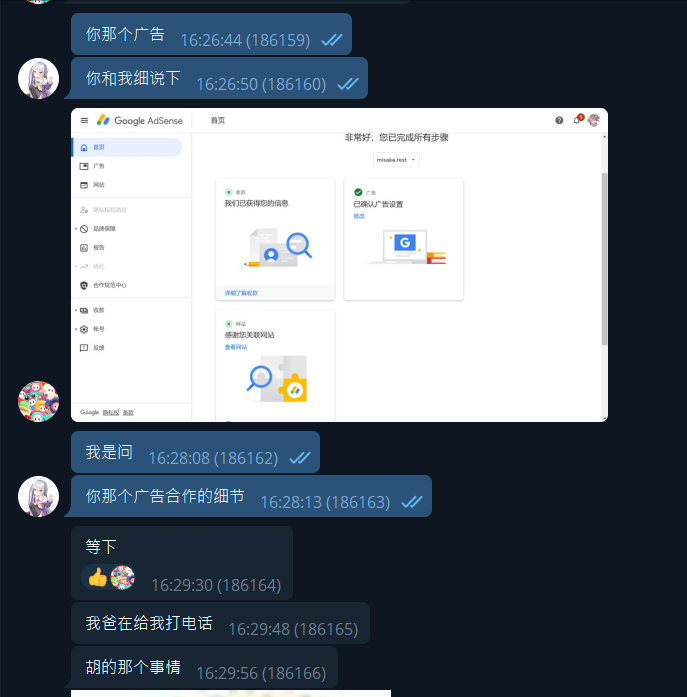 你那个广告 16:26:44 (186159)
你和我细说下 16:26:50 (186160)
Google AdSense
首页
非常好，您已完成所有步骤
misaka.rest
首页
广告
网站
隐私权和消息
品牌保障
报告
优化
合作规范中心
收款
帐号
反馈
收款
我们已获得您的信息
详细了解收款
广告
已确认广告设置
修改
网站
感谢您关联网站
查看网站
Google 隐私权 条款
我是问 16:28:08 (186162)
你那个广告合作的细节 16:28:13 (186163)
等下
16:29:30 (186164)
我爸在给我打电话 16:29:48 (186165)
胡的那个事情 16:29:56 (186166)